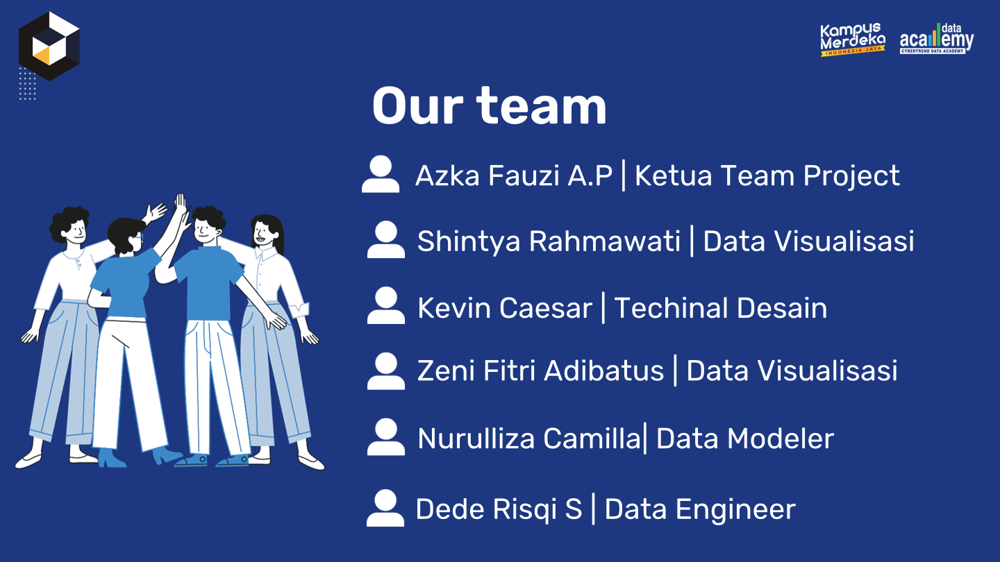 Kampus
Merdeka
INDONESIA JAYA
data
academy
CYBERTREND DATA ACADEMY
Our team
Azka Fauzi A.P | Ketua Team Project
Shintya Rahmawati | Data Visualisasi
Kevin Caesar | Techinal Desain
Zeni Fitri Adibatus | Data Visualisasi
Nurulliza Camilla| Data Modeler
Dede Risqi S | Data Engineer